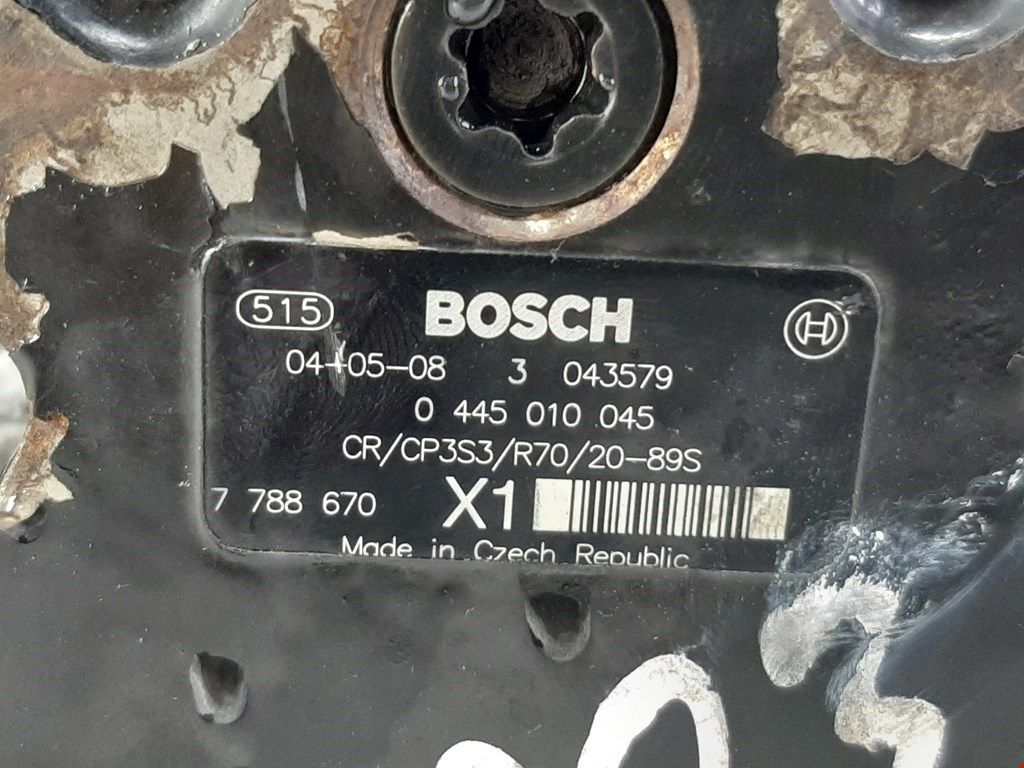 515 BOSCH H
04-05-08 3 043579
0 445 010 045
CR/CP3S3/R70/20-89S
7 788 670 X1
Made in Czech Republic